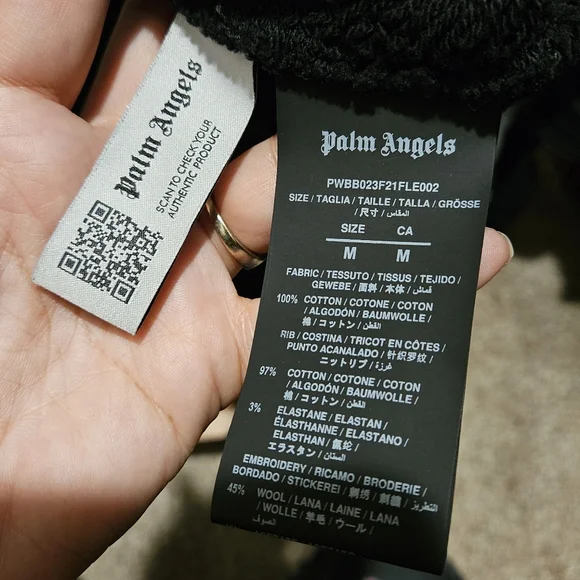 Palm Angels
SCAN TO CHECK YOUR
AUTHENTIC PRODUCT
Palm Angels
PWBB023F21FLE002
SIZE / TAGLIA / TAILLE / TALLA / GRÖSSE
/ 尺寸 / المقاس
SIZE CA
M M
FABRIC / TESSUTO / TISSUS / TEJIDO /
GEWEBE / 面料 / 本体 / قماش
100% COTTON / COTONE / COTON
/ ALGODÓN / BAUMWOLLE /
棉 / コットン / القطن
RIB / COSTINA / TRICOT EN CÔTES /
PUNTO ACANALADO / 针织罗纹 /
ニットリブ / غرزة
97% COTTON / COTONE / COTON
/ ALGODÓN / BAUMWOLLE /
棉 / コットン / القطن
3% ELASTANE / ELASTAN /
ÉLASTHANNE / ELASTANO /
ELASTHAN / 氨纶 /
エラスタン /
EMBROIDERY / RICAMO / BRODERIE /
BORDADO / STICKEREI / 刺绣 / 刺繍 / التطريز
45% WOOL / LANA / LAINE / LANA
/ WOLLE / 羊毛 / ウール /
الصوف